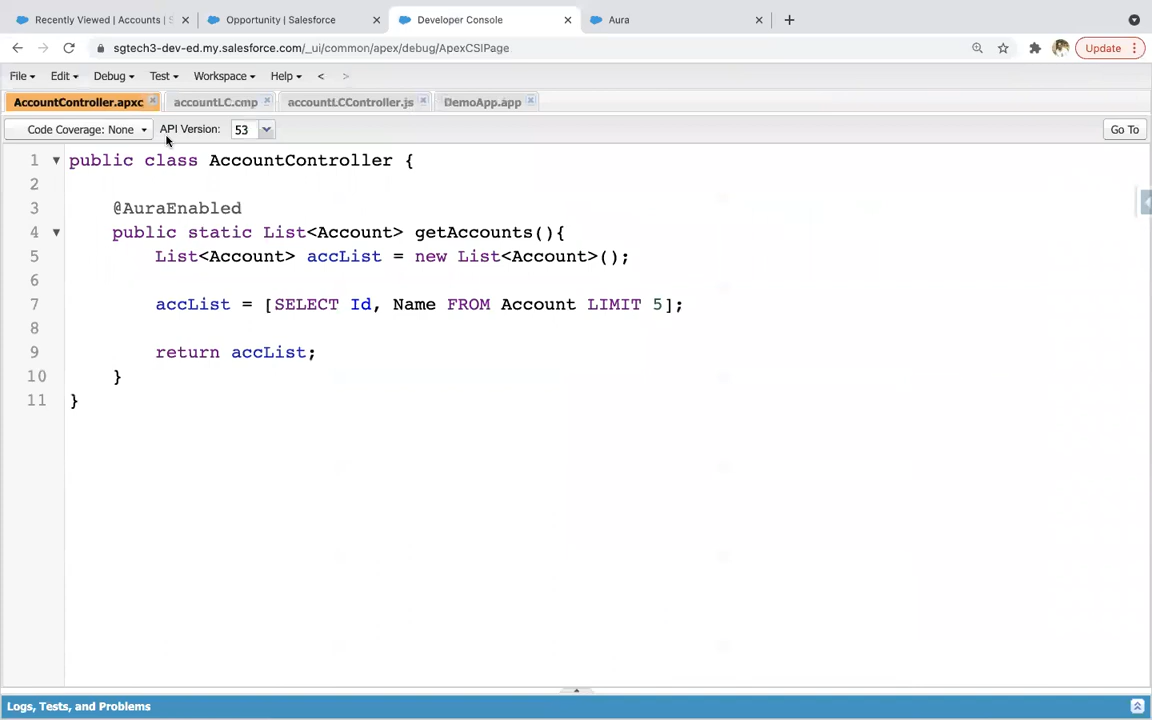 Recently Viewed | Accounts | S
Opportunity | Salesforce
Developer Console
Aura
sgtech3-dev-ed.my.salesforce.com/_ui/common/apex/debug/ApexCSIPage
Update
File Edit Debug Test Workspace Help < >
AccountController.apxc accountLC.cmp accountLCController.js DemoApp.app
Code Coverage: None API Version: 53 Go To
1 public class AccountController {
2
3 @AuraEnabled
4 public static List<Account> getAccounts(){
5 List<Account> accList = new List<Account>();
6
7 accList = [SELECT Id, Name FROM Account LIMIT 5];
8
9 return accList;
10 }
11 }
Logs, Tests, and Problems